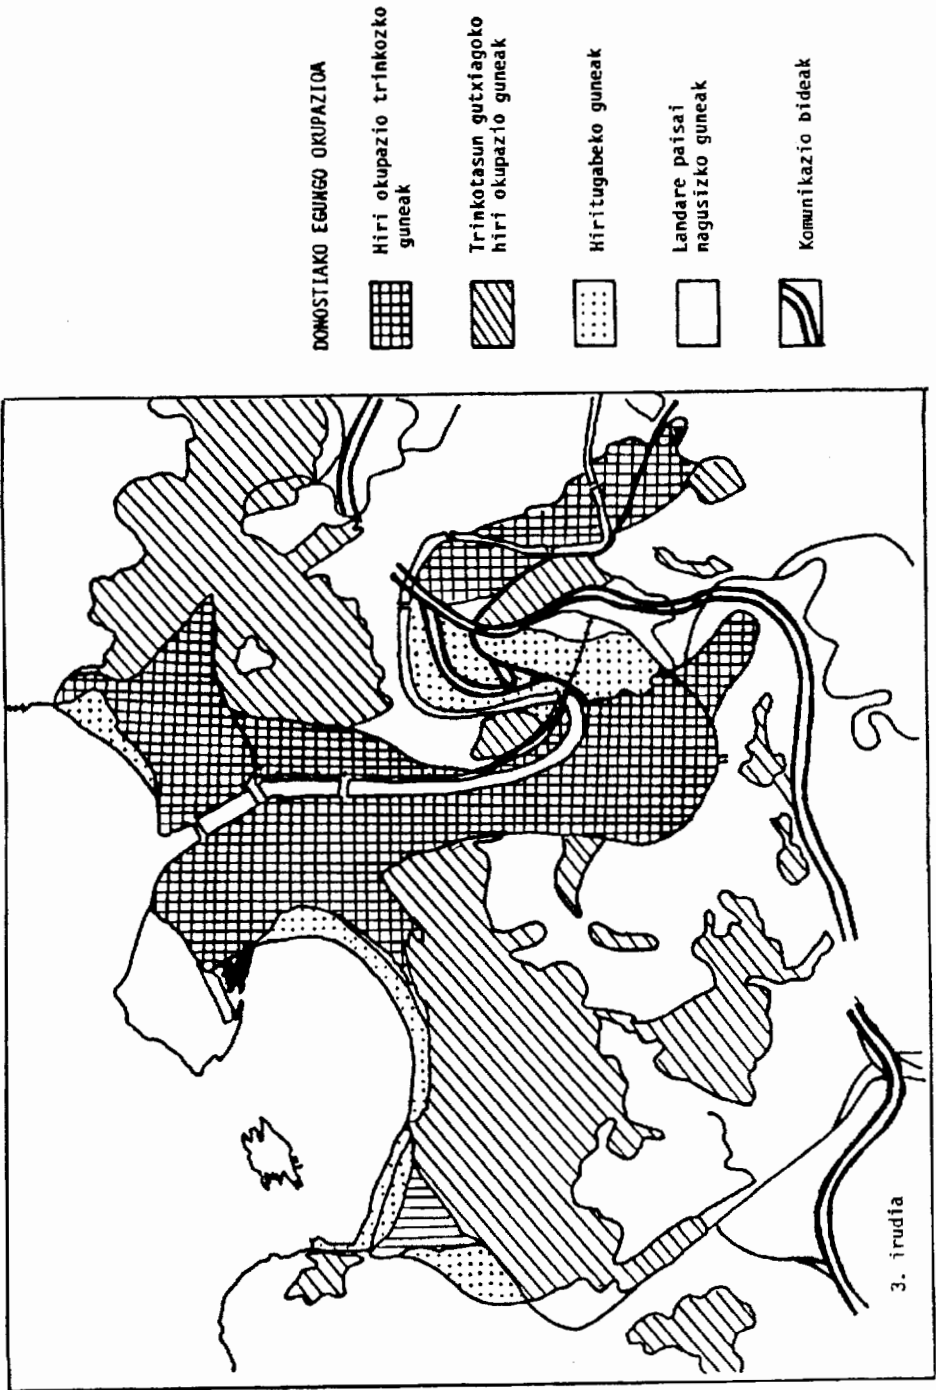 DONOSTIAKO EGUNGO OKUPAZIOA
Hiri okupazio trinkozko
guneak
Trinkotasun gutxiagoko
hiri okupazio guneak
Hiritugabeko guneak
Landare paisai
nagusizko guneak
Komunikazio bideak
3. irudia